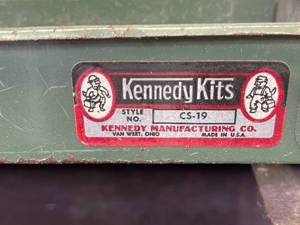 Kennedy Kits
STYLE NO. CS-19
KENNEDY MANUFACTURING CO.
VAN WERT, OHIO MADE IN U.S.A.